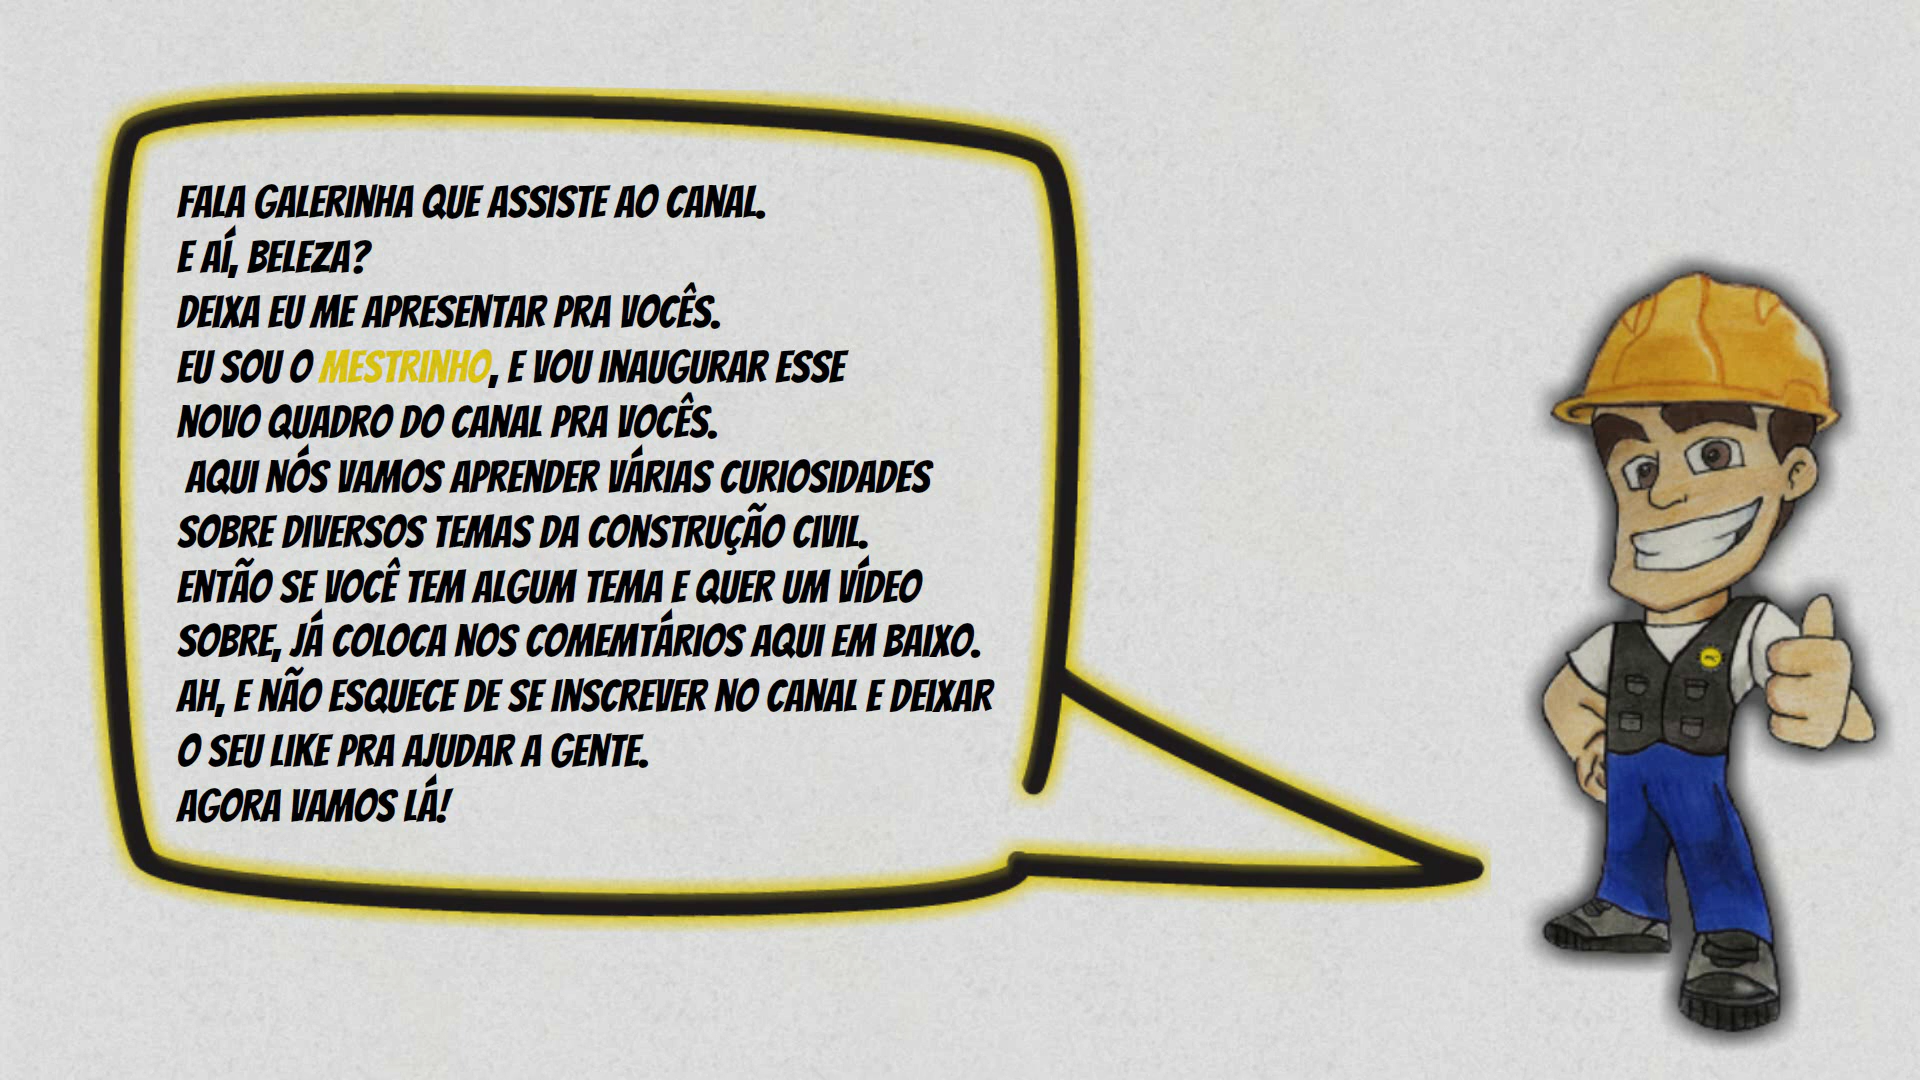 FALA GALERINHA QUE ASSISTE AO CANAL.
E AÍ, BELEZA?
DEIXA EU ME APRESENTAR PRA VOCÊS.
EU SOU O MESTRINHO, E VOU INAUGURAR ESSE
NOVO QUADRO DO CANAL PRA VOCÊS.
AQUI NÓS VAMOS APRENDER VÁRIAS CURIOSIDADES
SOBRE DIVERSOS TEMAS DA CONSTRUÇÃO CIVIL.
ENTÃO SE VOCÊ TEM ALGUM TEMA E QUER UM VÍDEO
SOBRE, JÁ COLOCA NOS COMEMTÁRIOS AQUI EM BAIXO.
AH, E NÃO ESQUECE DE SE INSCREVER NO CANAL E DEIXAR
O SEU LIKE PRA AJUDAR A GENTE.
AGORA VAMOS LÁ!